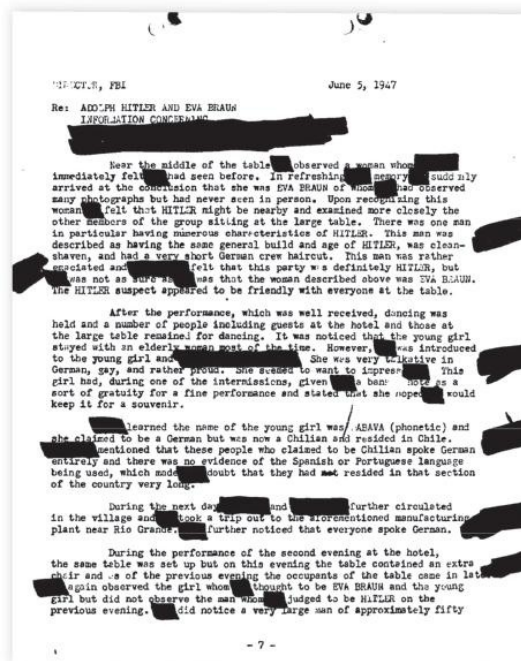 DIRECTOR, FBI June 5, 1947
Re: ADOLPH HITLER AND EVA BRAUN
INFORMATION CONCERNING
Near the middle of the table observed a woman whom
immediately felt had seen before. In refreshing memory suddenly
arrived at the conclusion that she was EVA BRAUN of whom had observed
many photographs but had never seen in person. Upon recognizing this
woman felt that HITLER might be nearby and examined more closely the
other members of the group sitting at the large table. There was one man
in particular having numerous characteristics of HITLER. This man was
described as having the same general build and age of HITLER, was clean-
shaven, and had a very short German crew haircut. This man was rather
emaciated and felt that this party was definitely HITLER, but
was not as sure as was that the woman described above was EVA BRAUN.
The HITLER suspect appeared to be friendly with everyone at the table.
After the performance, which was well received, dancing was
held and a number of people including guests at the hotel and those at
the large table remained for dancing. It was noticed that the young girl
stayed with an elderly woman most of the time. However, was introduced
to the young girl and She was very talkative in
German, gay, and rather proud. She seemed to want to impress This
girl had, during one of the intermissions, given a bank note as a
sort of gratuity for a fine performance and stated that she hoped would
keep it for a souvenir.
learned the name of the young girl was ABAVA (phonetic) and
she claimed to be a German but was now a Chilian and resided in Chile.
mentioned that these people who claimed to be Chilian spoke German
entirely and there was no evidence of the Spanish or Portuguese language
being used, which made doubt that they had resided in that section
of the country very long.
During the next day and further circulated
in the village and took a trip out to the aforementioned manufacturing
plant near Rio Grande. further noticed that everyone spoke German.
During the performance of the second evening at the hotel,
the same table was set up but on this evening the table contained an extra
chair and as of the previous evening the occupants of the table came in late.
again observed the girl whom thought to be EVA BRAUN and the young
girl but did not observe the man whom judged to be HITLER on the
previous evening. did notice a very large man of approximately fifty
- 7 -